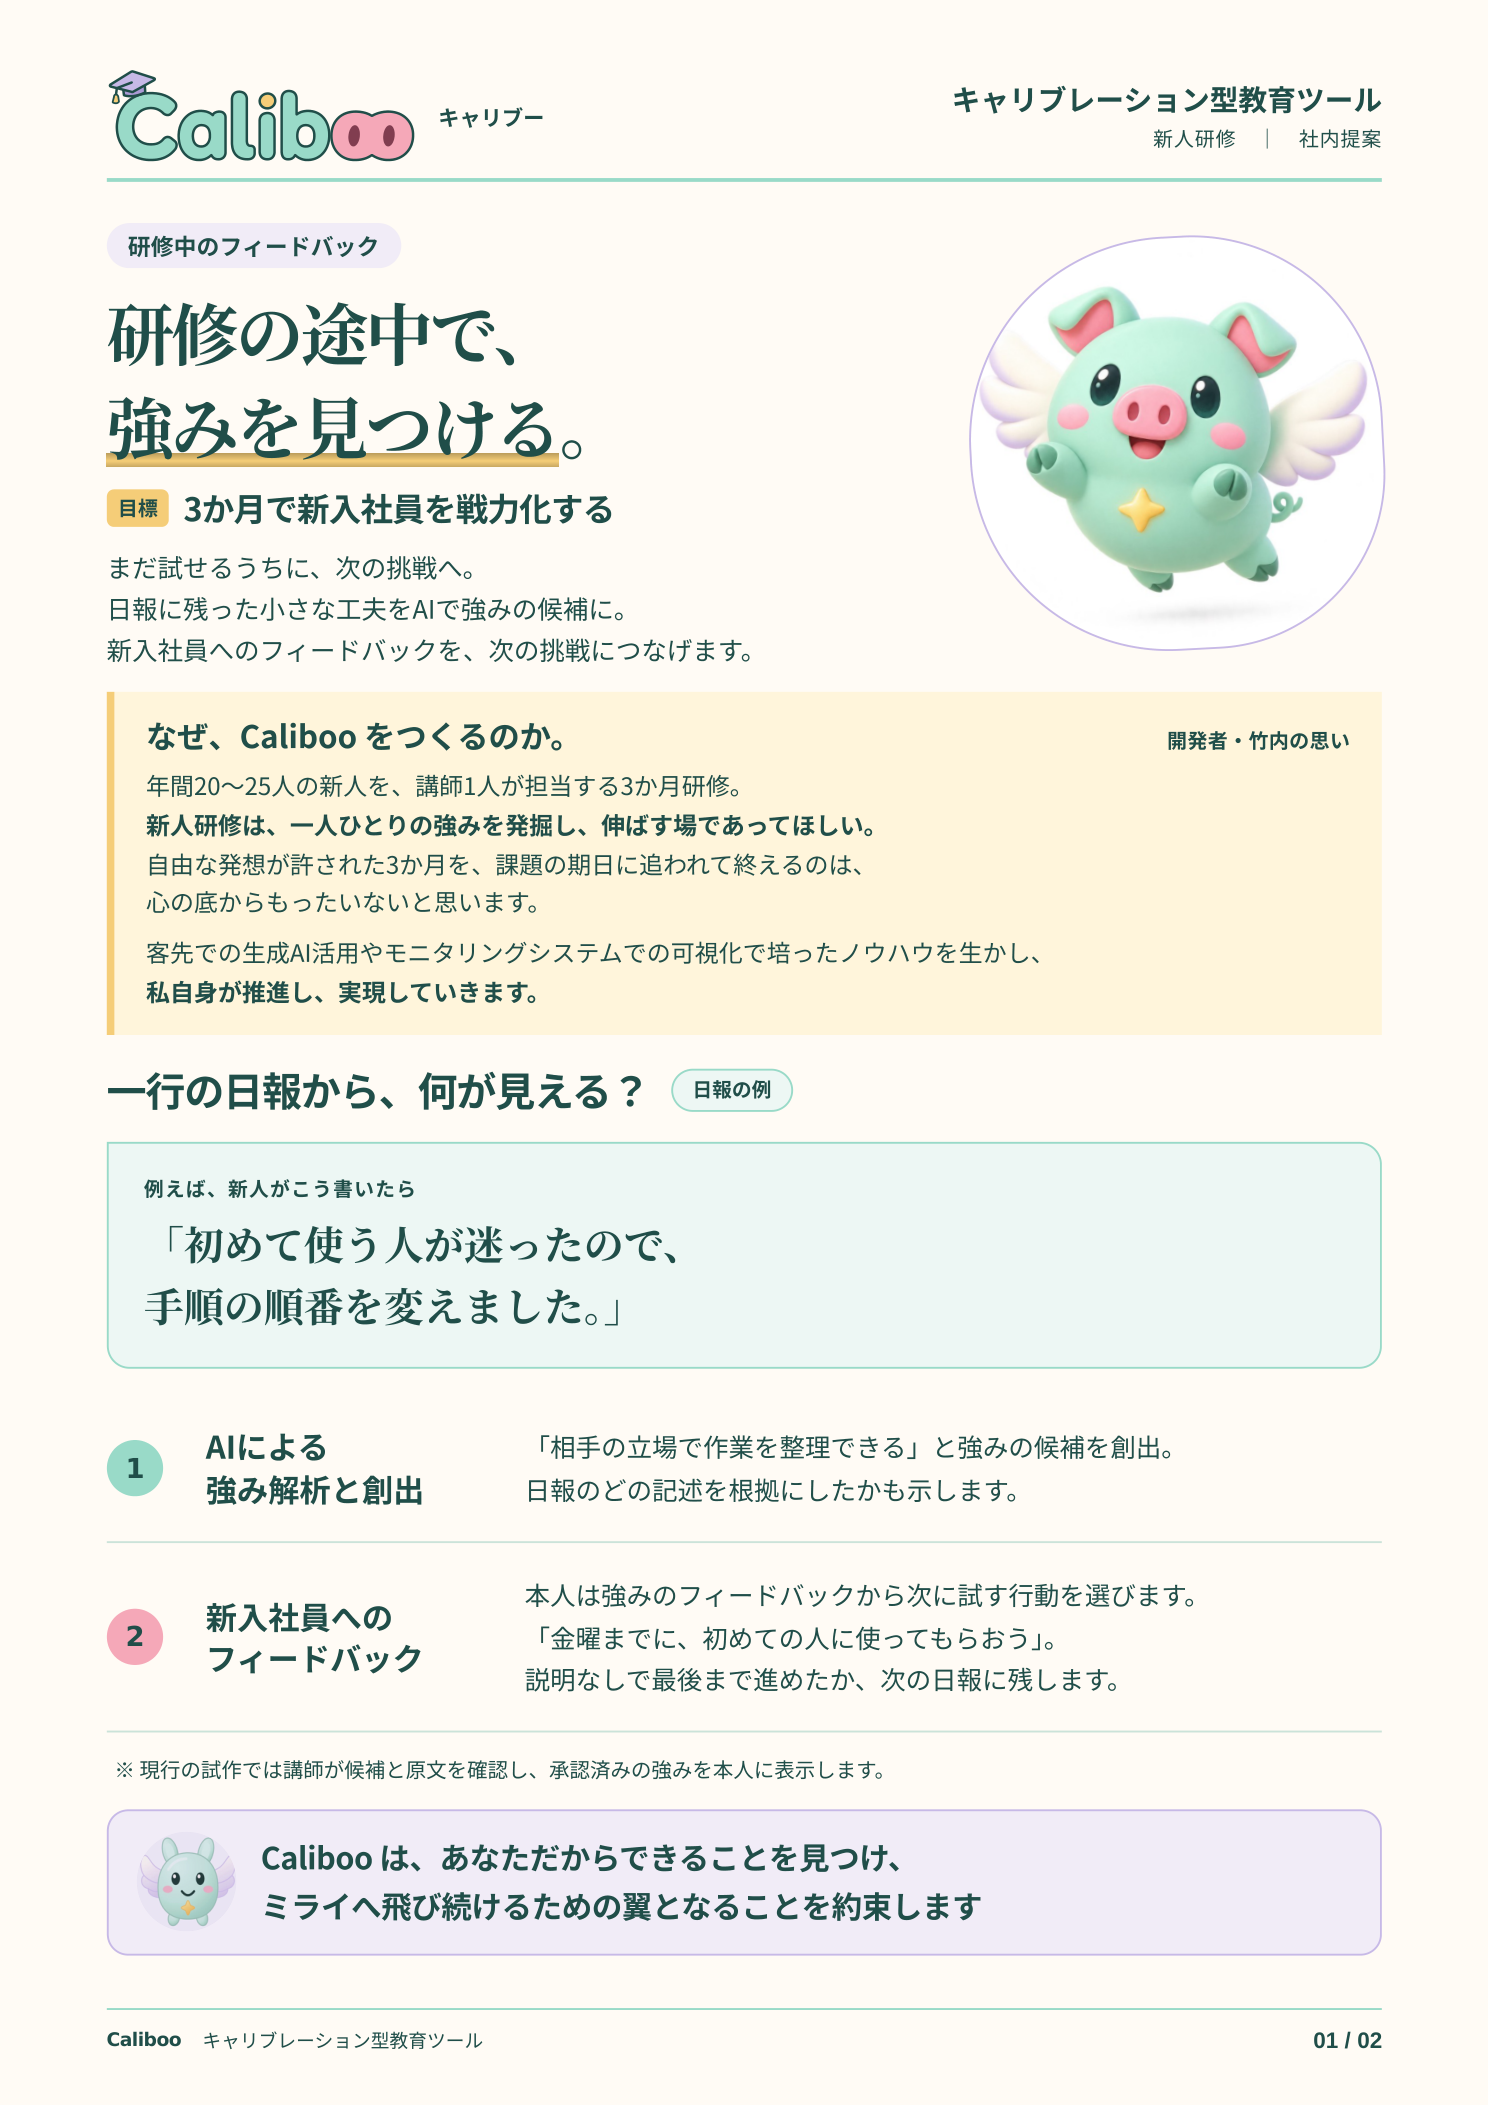 Caliboo
キャリブー
キャリブレーション型教育ツール
新人研修 ｜ 社内提案
研修中のフィードバック
研修の途中で、
強みを見つける。
目標 3か月で新入社員を戦力化する
まだ試せるうちに、次の挑戦へ。
日報に残った小さな工夫をAIで強みの候補に。
新入社員へのフィードバックを、次の挑戦につなげます。
なぜ、Caliboo をつくるのか。
開発者・竹内の思い
年間20〜25人の新人を、講師1人が担当する3か月研修。
新人研修は、一人ひとりの強みを発掘し、伸ばす場であってほしい。
自由な発想が許された3か月を、課題の期日に追われて終えるのは、
心の底からもったいないと思います。
客先での生成AI活用やモニタリングシステムでの可視化で培ったノウハウを生かし、
私自身が推進し、実現していきます。
一行の日報から、何が見える？ 日報の例
例えば、新人がこう書いたら
「初めて使う人が迷ったので、
手順の順番を変えました。」
1
AIによる
強み解析と創出
「相手の立場で作業を整理できる」と強みの候補を創出。
日報のどの記述を根拠にしたかも示します。
2
新入社員への
フィードバック
本人は強みのフィードバックから次に試す行動を選びます。
「金曜までに、初めての人に使ってもらおう」。
説明なしで最後まで進めたか、次の日報に残します。
※ 現行の試作では講師が候補と原文を確認し、承認済みの強みを本人に表示します。
Caliboo は、あなただからできることを見つけ、
ミライへ飛び続けるための翼となることを約束します
Caliboo キャリブレーション型教育ツール
01 / 02